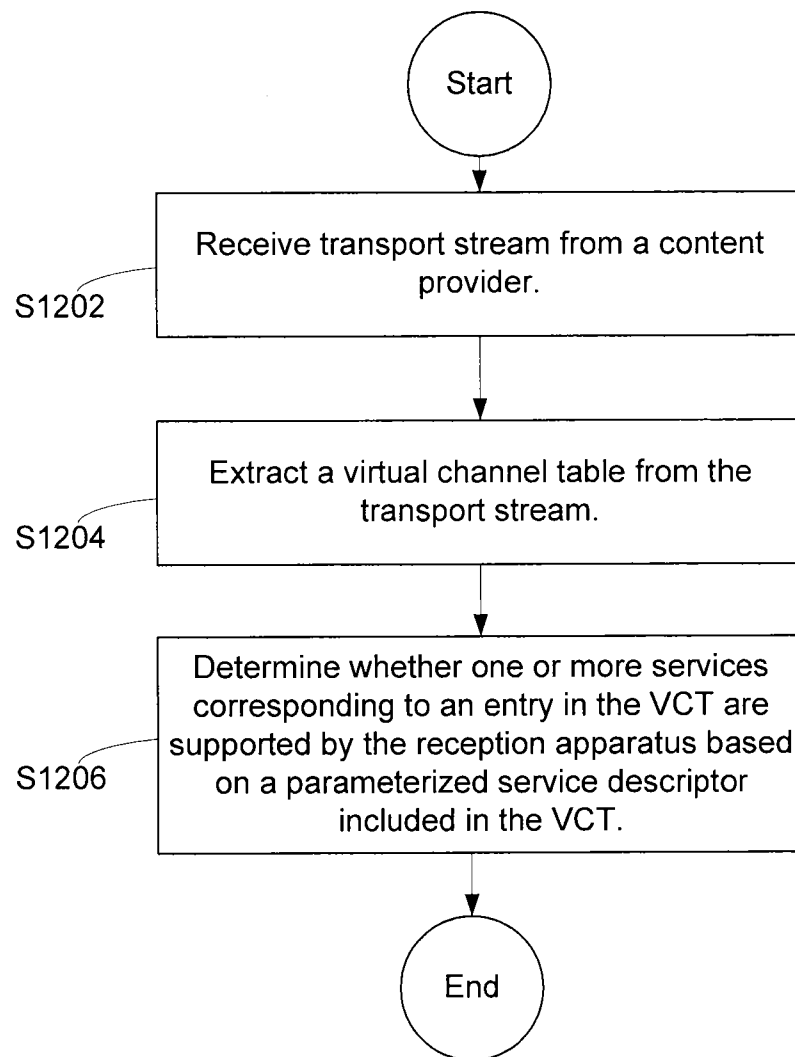 Start
Receive transport stream from a content
provider.
S1202
Extract a virtual channel table from the
transport stream.
S1204
Determine whether one or more services
corresponding to an entry in the VCT are
supported by the reception apparatus based
on a parameterized service descriptor
included in the VCT.
S1206
End